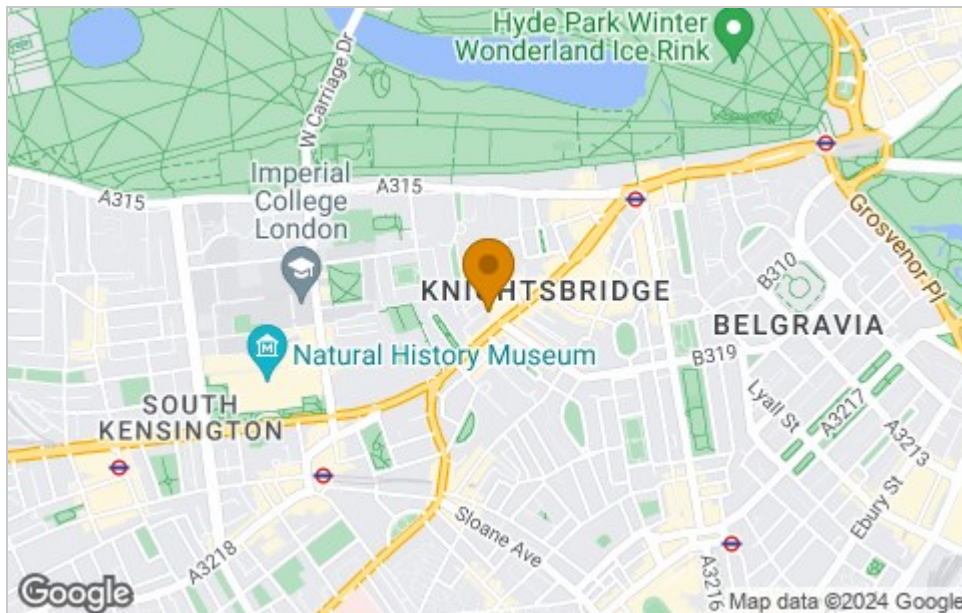 Hyde Park Winter
Wonderland Ice Rink
W Carriage Dr
Imperial
College
London
A315
A315
Grosvenor Pl
KNIGHTSBRIDGE
B310
BELGRAVIA
Natural History Museum
B319
Lyall St
A3217
A3213
SOUTH
KENSINGTON
Ebury St
Sloane Ave
A3218
A3216
Google
Map data ©2024 Google